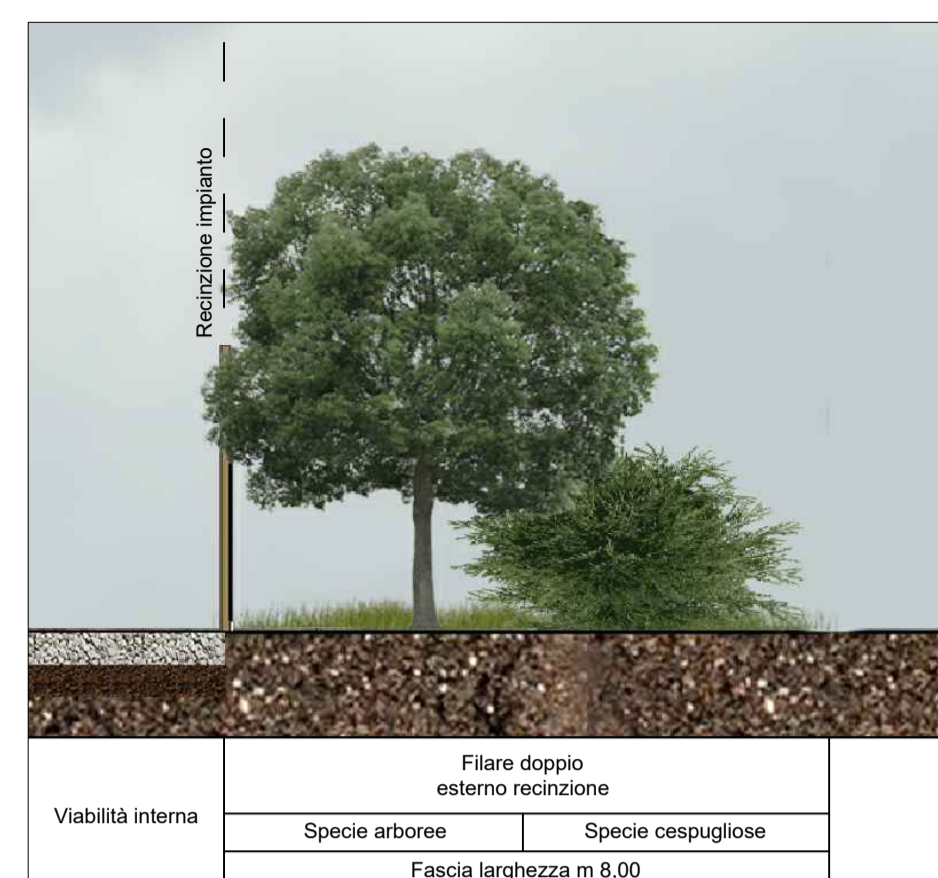 Recinzione impianto
Filare doppio
esterno recinzione
Viabilità interna
Specie arboree
Specie cespugliose
Fascia larghezza m 8,00